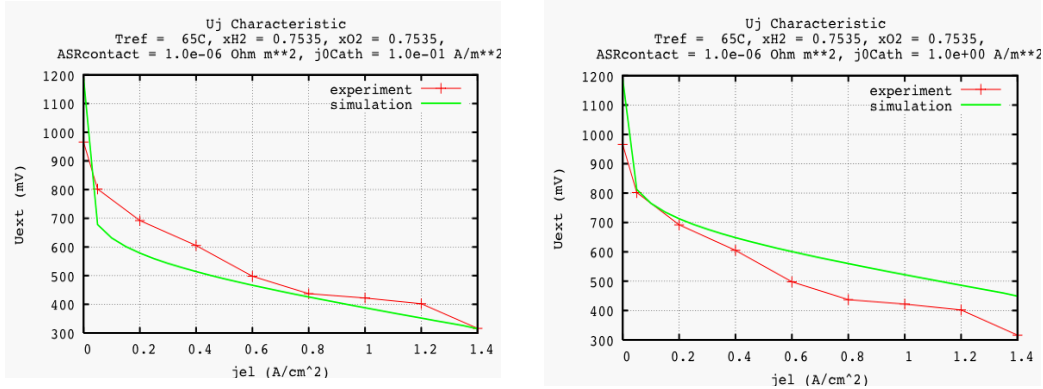 Uj Characteristic
Tref =  65C, xH2 = 0.7535, xO2 = 0.7535,
ASRcontact = 1.0e-06 Ohm m**2, j0Cath = 1.0e-01 A/m**2
1200
1100
1000
900
800
700
600
500
400
300
Uext (mV)
experiment
simulation
0 0.2 0.4 0.6 0.8 1 1.2 1.4
jel (A/cm^2)
Uj Characteristic
Tref =  65C, xH2 = 0.7535, xO2 = 0.7535,
ASRcontact = 1.0e-06 Ohm m**2, j0Cath = 1.0e+00 A/m**2
1200
1100
1000
900
800
700
600
500
400
300
Uext (mV)
experiment
simulation
0 0.2 0.4 0.6 0.8 1 1.2 1.4
jel (A/cm^2)